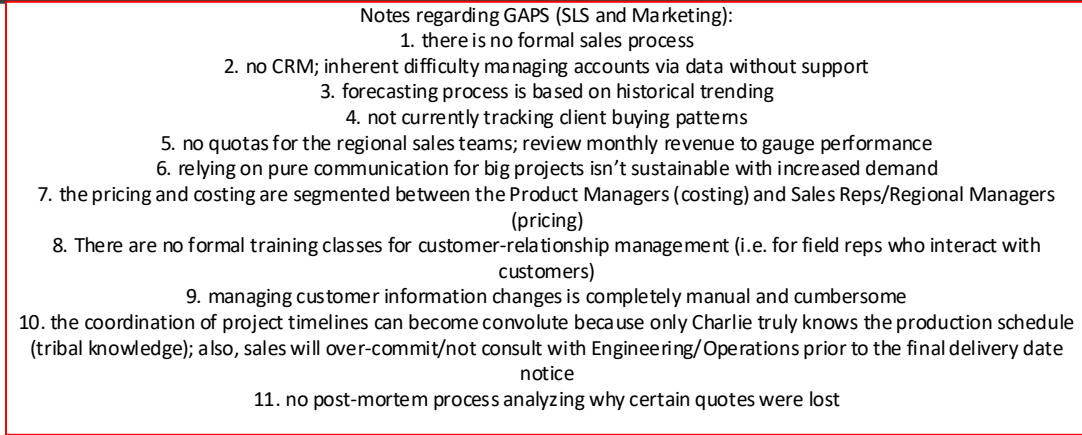 Notes regarding GAPS (SLS and Marketing):
1. there is no formal sales process
2. no CRM; inherent difficulty managing accounts via data without support
3. forecasting process is based on historical trending
4. not currently tracking client buying patterns
5. no quotas for the regional sales teams; review monthly revenue to gauge performance
6. relying on pure communication for big projects isn't sustainable with increased demand
7. the pricing and costing are segmented between the Product Managers (costing) and Sales Reps/Regional Managers
(pricing)
8. There are no formal training classes for customer-relationship management (i.e. for field reps who interact with
customers)
9. managing customer information changes is completely manual and cumbersome
10. the coordination of project timelines can become convolute because only Charlie truly knows the production schedule
(tribal knowledge); also, sales will over-commit/not consult with Engineering/Operations prior to the final delivery date
notice
11. no post-mortem process analyzing why certain quotes were lost